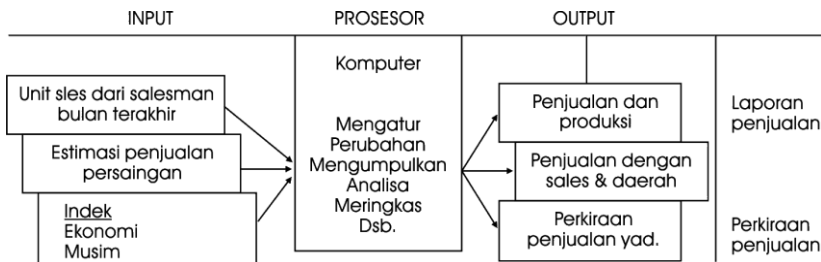 INPUT
PROSESOR
OUTPUT
Unit sles dari salesman
bulan terakhir
Estimasi penjualan
persaingan
Indek
Ekonomi
Musim
Komputer
Mengatur
Perubahan
Mengumpulkan
Analisa
Meringkas
Dsb.
Penjualan dan
produksi
Penjualan dengan
sales & daerah
Perkiraan
penjualan yad.
Laporan
penjualan
Perkiraan
penjualan